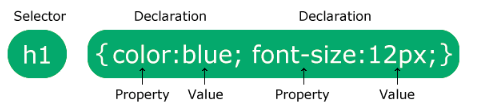 Selector Declaration Declaration
h1 {color:blue; font-size:12px;}
Property Value Property Value